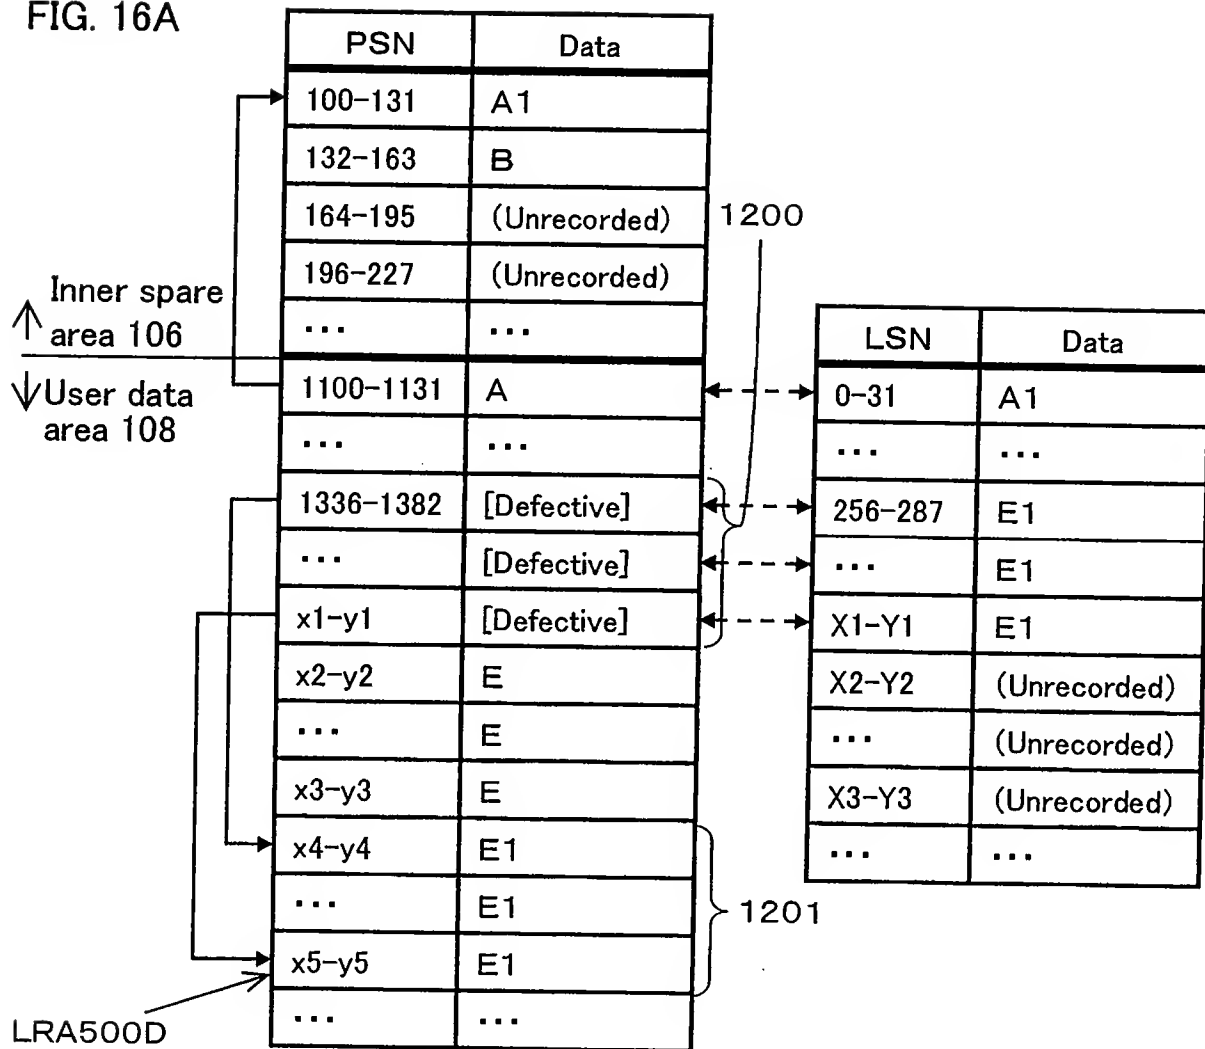 FIG. 16A
PSN Data
100-131 A1
132-163 B
164-195 (Unrecorded)
196-227 (Unrecorded)
... ...
Inner spare
area 106
User data
area 108
1100-1131 A
... ...
1336-1382 [Defective]
... [Defective]
x1-y1 [Defective]
x2-y2 E
... E
x3-y3 E
x4-y4 E1
... E1
x5-y5 E1
... ...
LRA500D
1200
1201
LSN Data
0-31 A1
... ...
256-287 E1
... E1
X1-Y1 E1
X2-Y2 (Unrecorded)
... (Unrecorded)
X3-Y3 (Unrecorded)
... ...